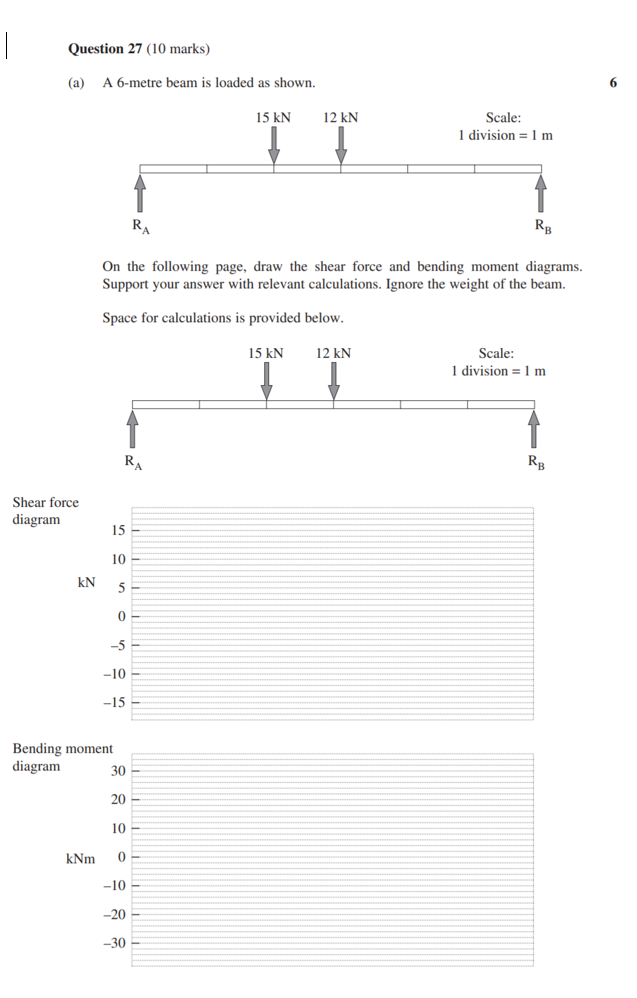 Question 27 (10 marks)
(a) A 6-metre beam is loaded as shown. 6
15 kN 12 kN Scale:
1 division = 1 m
R_A R_B
On the following page, draw the shear force and bending moment diagrams.
Support your answer with relevant calculations. Ignore the weight of the beam.
Space for calculations is provided below.
15 kN 12 kN Scale:
1 division = 1 m
R_A R_B
Shear force
diagram
15
10
kN 5
0
–5
–10
–15
Bending moment
diagram
30
20
10
kNm 0
–10
–20
–30